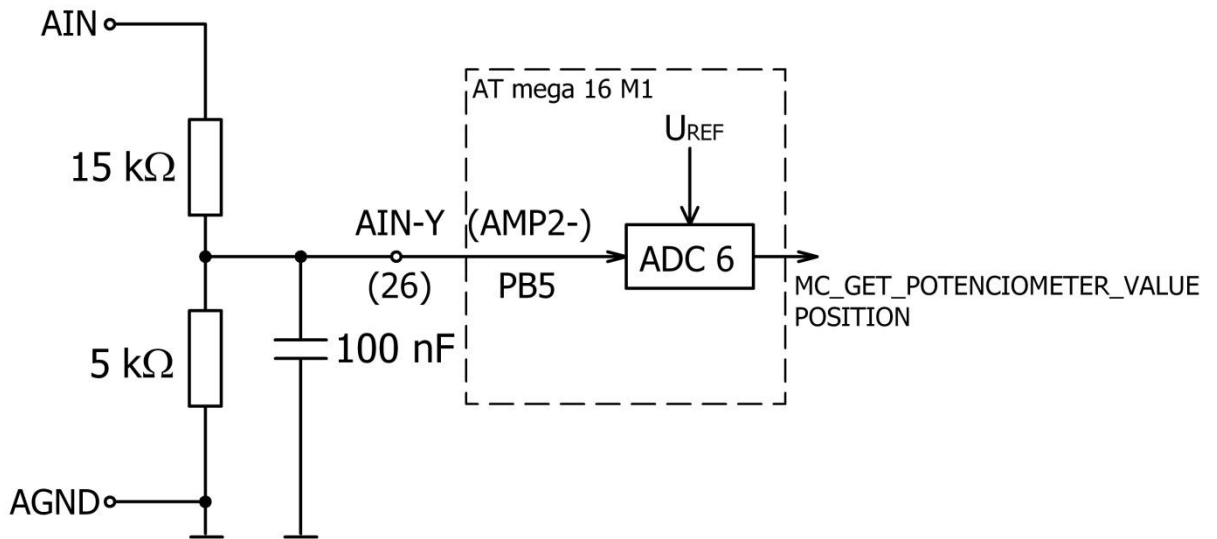 AIN
AT mega 16 M1
UREF
15 kΩ
AIN-Y (AMP2-)
ADC 6
(26) PB5
MC_GET_POTENCIOMETER_VALUE
POSITION
5 kΩ
100 nF
AGND